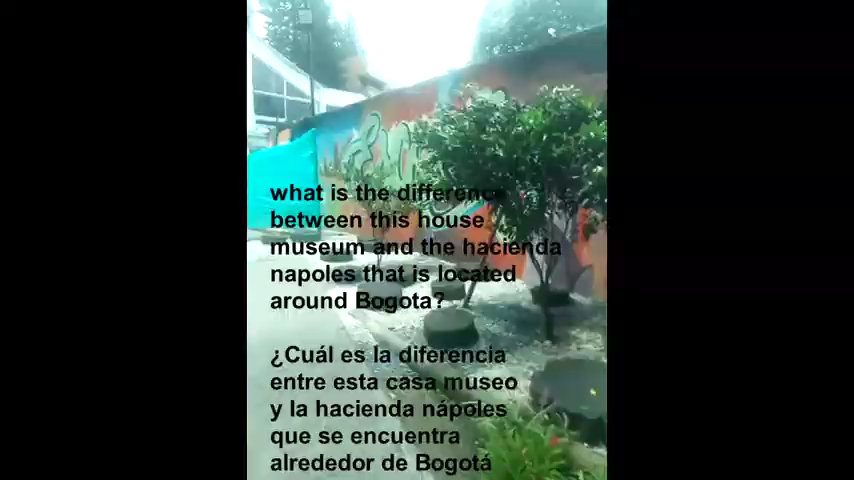 what is the difference
between this house
museum and the hacienda
napoles that is located
around Bogota?
¿Cuál es la diferencia
entre esta casa museo
y la hacienda nápoles
que se encuentra
alrededor de Bogotá